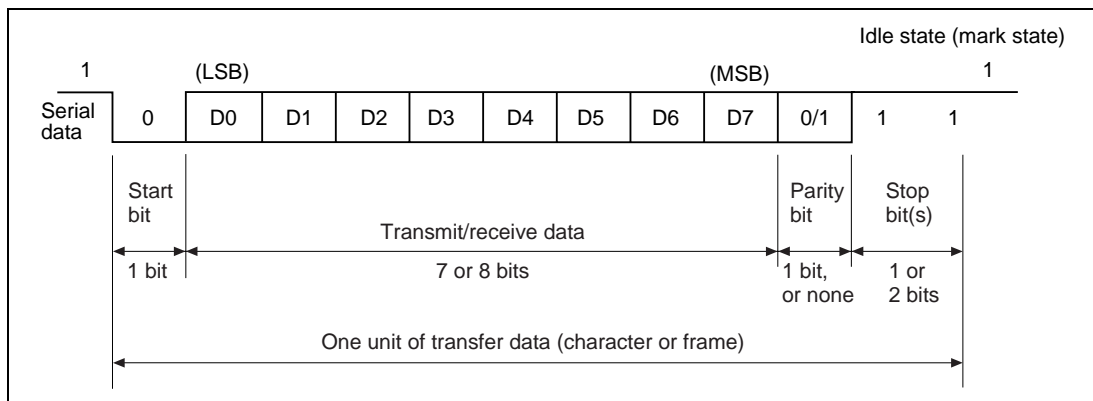 Idle state (mark state)
1 (LSB) (MSB) 1
Serial data 0 D0 D1 D2 D3 D4 D5 D6 D7 0/1 1 1
Start bit
Parity bit
Stop bit(s)
Transmit/receive data
1 bit
7 or 8 bits
1 bit, or none
1 or 2 bits
One unit of transfer data (character or frame)